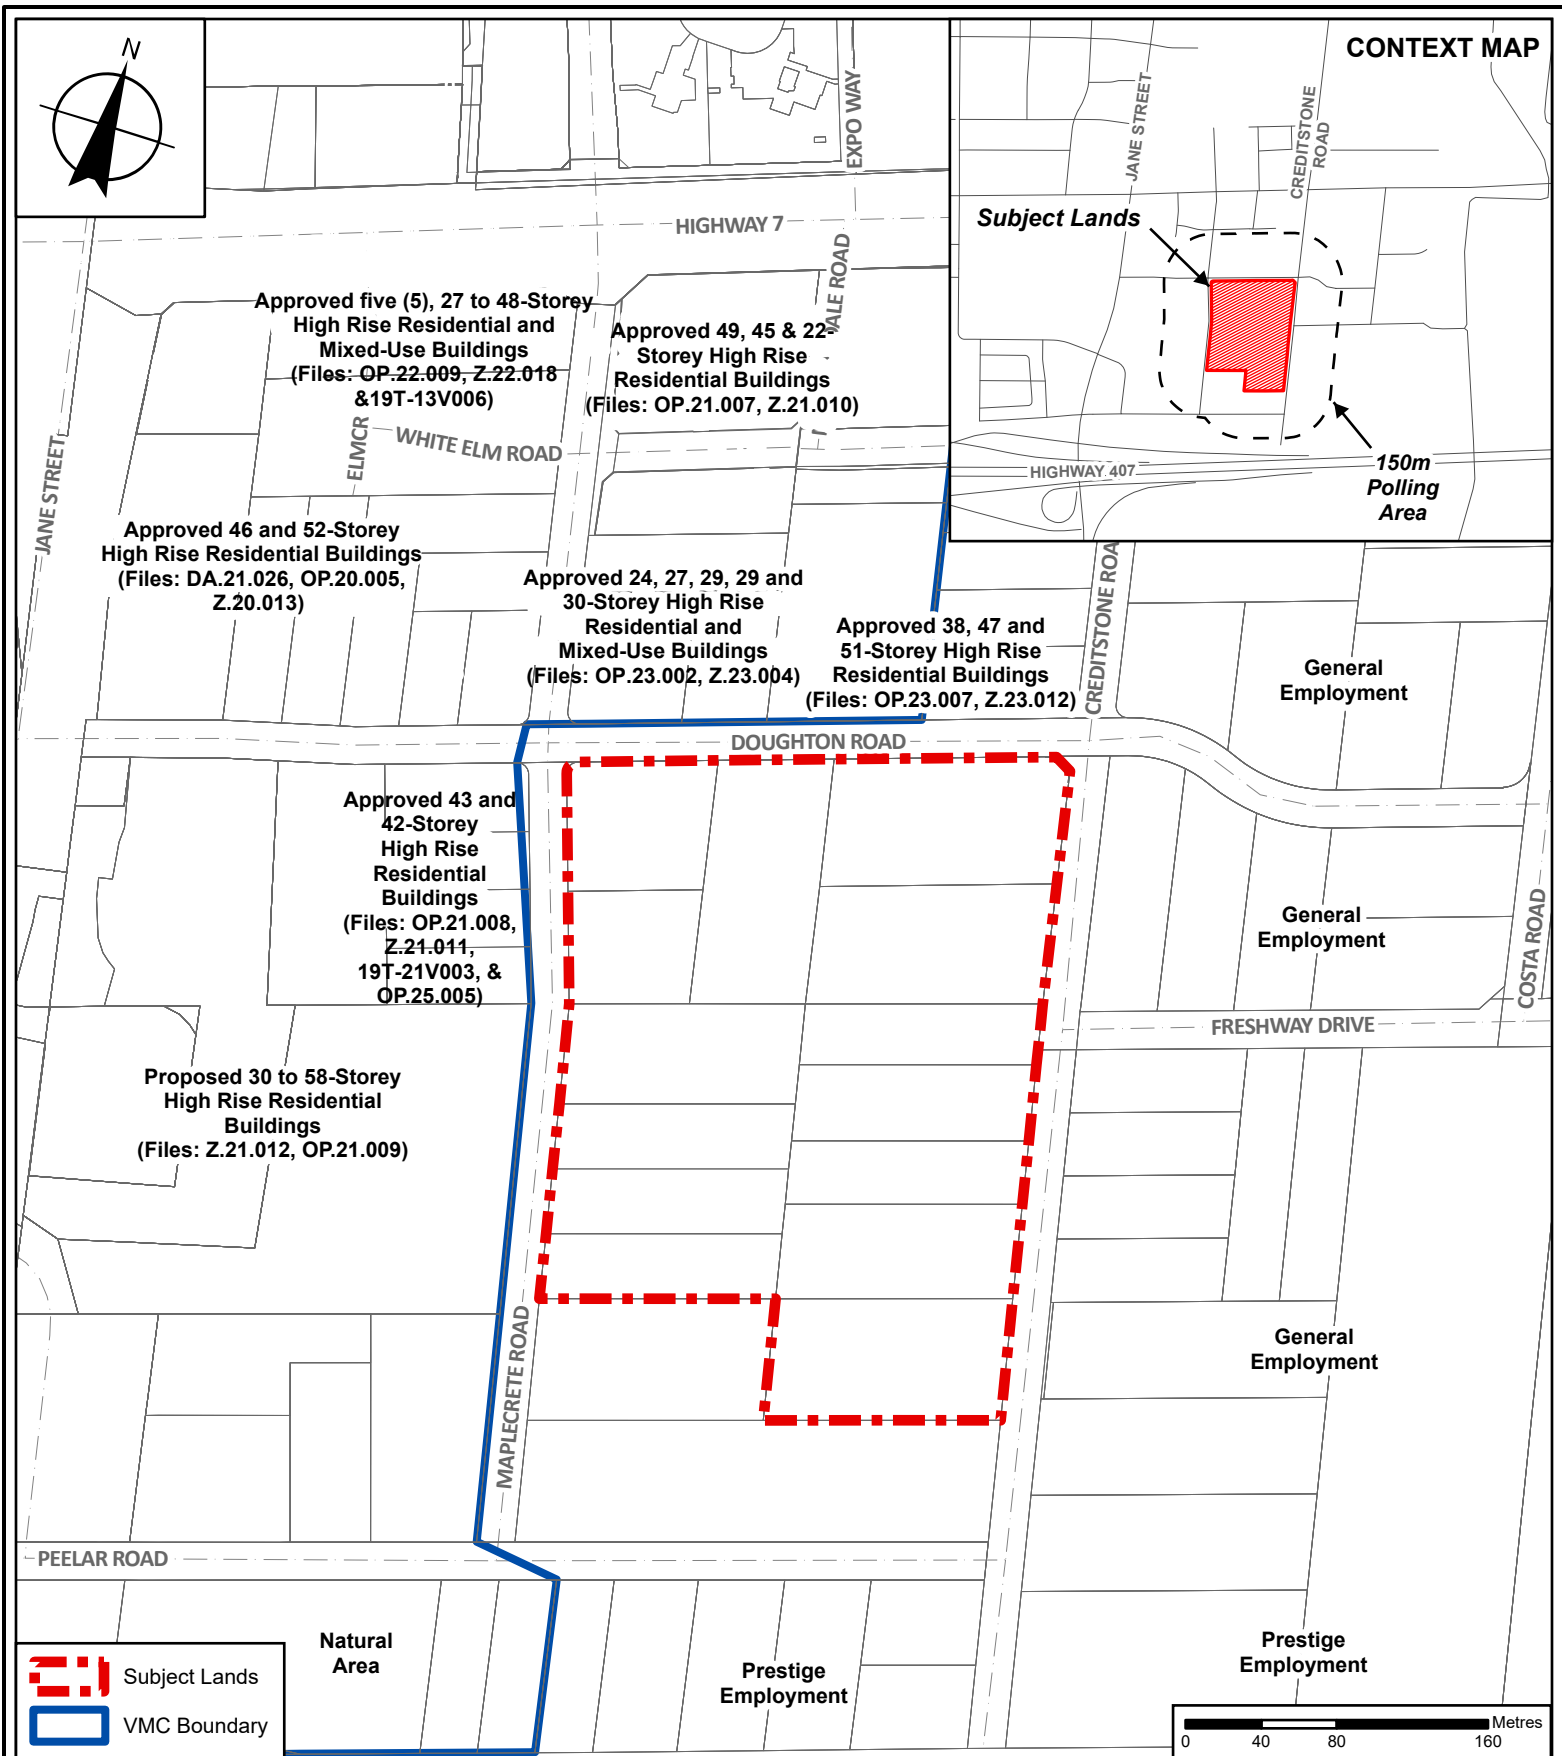 N
CONTEXT MAP
JANE STREET
CREDITSTONE
ROAD
Subject Lands
HIGHWAY 407
150m
Polling
Area
EXPO WAY
HIGHWAY 7
ALE ROAD
Approved five (5), 27 to 48-Storey
High Rise Residential and
Mixed-Use Buildings
(Files: OP.22.009, Z.22.018
&19T-13V006)
Approved 49, 45 & 22-
Storey High Rise
Residential Buildings
(Files: OP.21.007, Z.21.010)
ELMCR
WHITE ELM ROAD
JANE STREET
Approved 46 and 52-Storey
High Rise Residential Buildings
(Files: DA.21.026, OP.20.005,
Z.20.013)
Approved 24, 27, 29, 29 and
30-Storey High Rise
Residential and
Mixed-Use Buildings
(Files: OP.23.002, Z.23.004)
Approved 38, 47 and
51-Storey High Rise
Residential Buildings
(Files: OP.23.007, Z.23.012)
CREDITSTONE ROA
General
Employment
DOUGHTON ROAD
Approved 43 and
42-Storey
High Rise
Residential
Buildings
(Files: OP.21.008,
Z.21.011,
19T-21V003, &
OP.25.005)
General
Employment
COSTA ROAD
FRESHWAY DRIVE
Proposed 30 to 58-Storey
High Rise Residential
Buildings
(Files: Z.21.012, OP.21.009)
MAPLECRETE ROAD
General
Employment
PEELAR ROAD
Natural
Area
Prestige
Employment
Prestige
Employment
Subject Lands
VMC Boundary
Metres
0 40 80 160